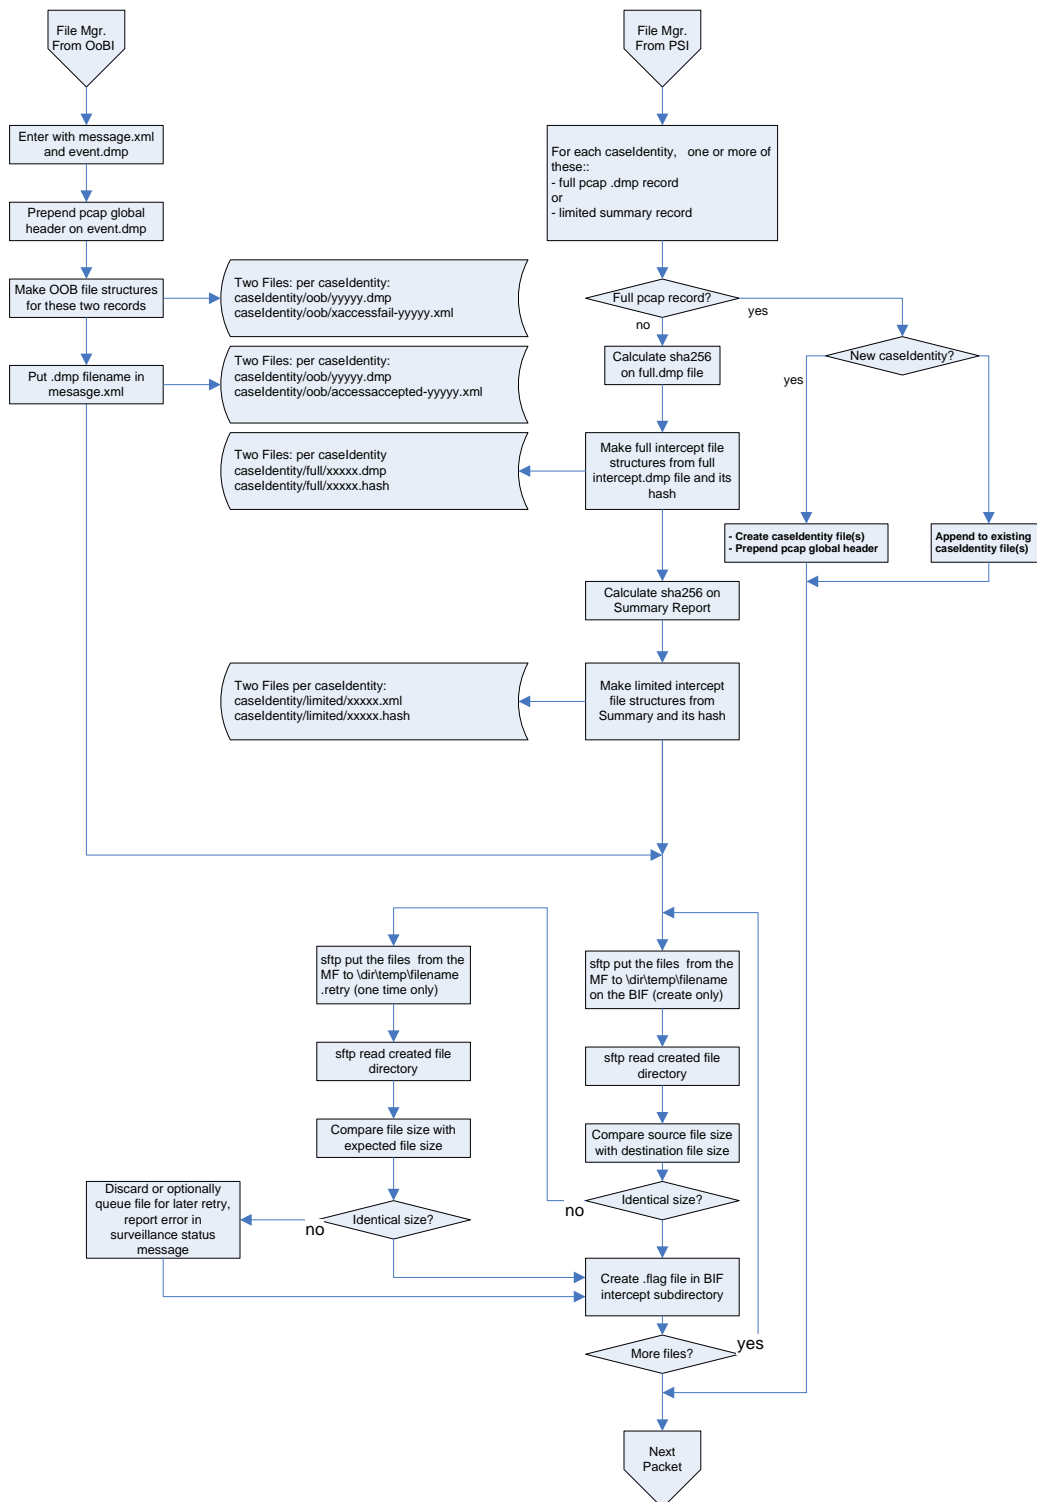 File Mgr.
From OoBI
File Mgr.
From PSI
Enter with message.xml
and event.dmp
For each caseIdentity, one or more of
these::
- full pcap .dmp record
or
- limited summary record
Prepend pcap global
header on event.dmp
Make OOB file structures
for these two records
Two Files: per caseIdentity:
caseIdentity/oob/yyyyy.dmp
caseIdentity/oob/xaccessfail-yyyyy.xml
Full pcap record?
yes
no
New caseIdentity?
yes
Put .dmp filename in
mesasge.xml
Two Files: per caseIdentity:
caseIdentity/oob/yyyyy.dmp
caseIdentity/oob/accessaccepted-yyyyy.xml
Calculate sha256
on full.dmp file
Two Files: per caseIdentity
caseIdentity/full/xxxxx.dmp
caseIdentity/full/xxxxx.hash
Make full intercept file
structures from full
intercept.dmp file and its
hash
- Create caseIdentity file(s)
- Prepend pcap global header
Append to existing
caseIdentity file(s)
Calculate sha256 on
Summary Report
Two Files per caseIdentity:
caseIdentity/limited/xxxxx.xml
caseIdentity/limited/xxxxx.hash
Make limited intercept
file structures from
Summary and its hash
sftp put the files from the
MF to \dir\temp\filename
.retry (one time only)
sftp put the files from the
MF to \dir\temp\filename
on the BIF (create only)
sftp read created file
directory
sftp read created file
directory
Compare file size with
expected file size
Compare source file size
with destination file size
Identical size?
no
Identical size?
no
Discard or optionally
queue file for later retry,
report error in
surveillance status
message
Create .flag file in BIF
intercept subdirectory
More files?
yes
Next
Packet